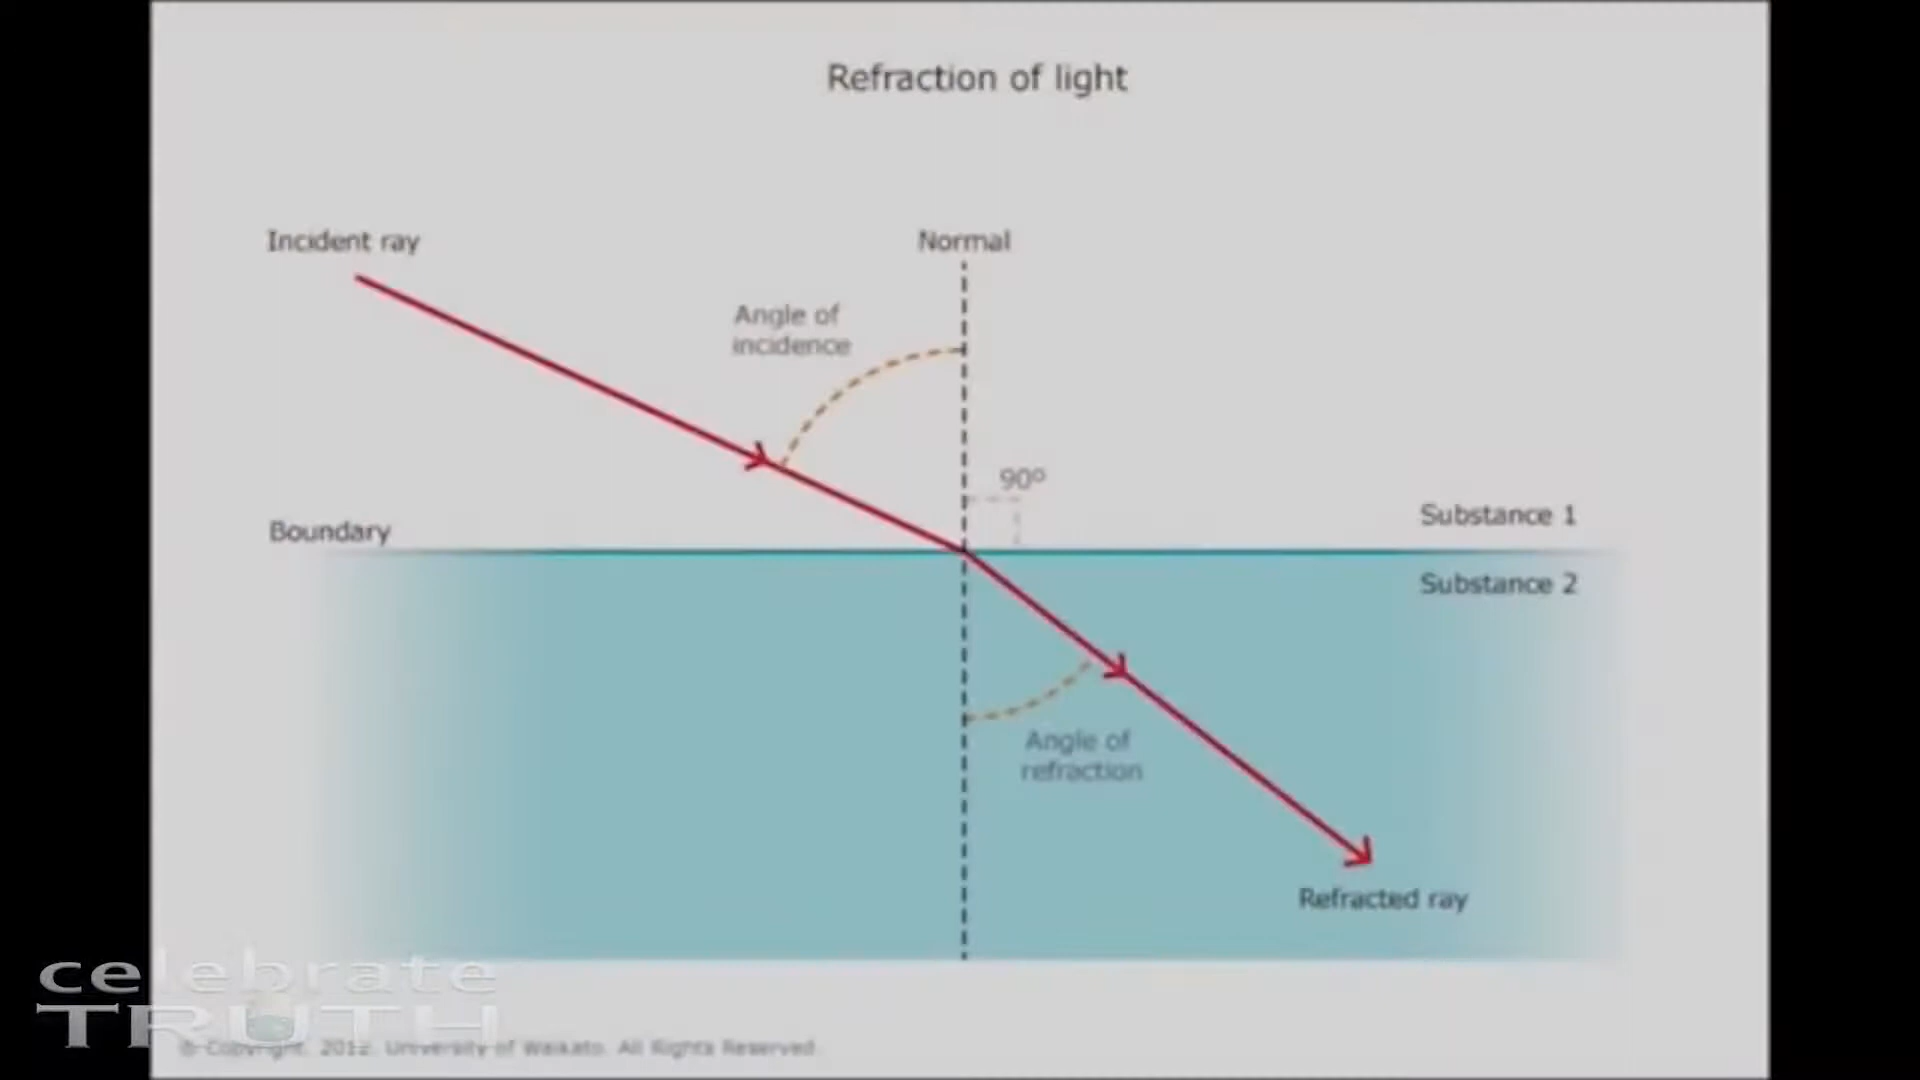 Refraction of light
Incident ray
Normal
Angle of
incidence
90º
Boundary
Substance 1
Substance 2
Angle of
refraction
Refracted ray
celebrate
TRUTH
© Copyright. 2012. University of Waikato. All Rights Reserved.